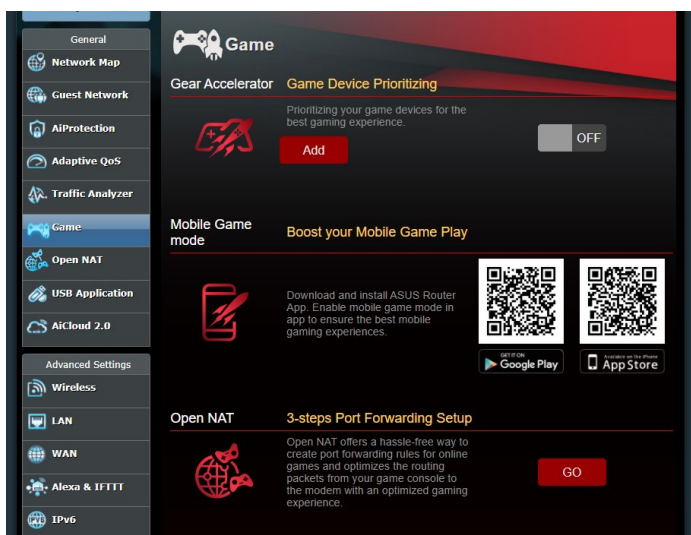 General
Network Map
Guest Network
AiProtection
Adaptive QoS
Traffic Analyzer
Game
Open NAT
USB Application
AiCloud 2.0
Advanced Settings
Wireless
LAN
WAN
Alexa & IFTTT
IPv6
Game
Gear Accelerator
Game Device Prioritizing
Prioritizing your game devices for the
best gaming experience.
Add
OFF
Mobile Game
mode
Boost your Mobile Game Play
Download and install ASUS Router
App. Enable mobile game mode in
app to ensure the best mobile
gaming experiences.
GET IT ON
Google Play
Available on the iPhone
App Store
Open NAT
3-steps Port Forwarding Setup
Open NAT offers a hassle-free way to
create port forwarding rules for online
games and optimizes the routing
packets from your game console to
the modem with an optimized gaming
experience.
GO